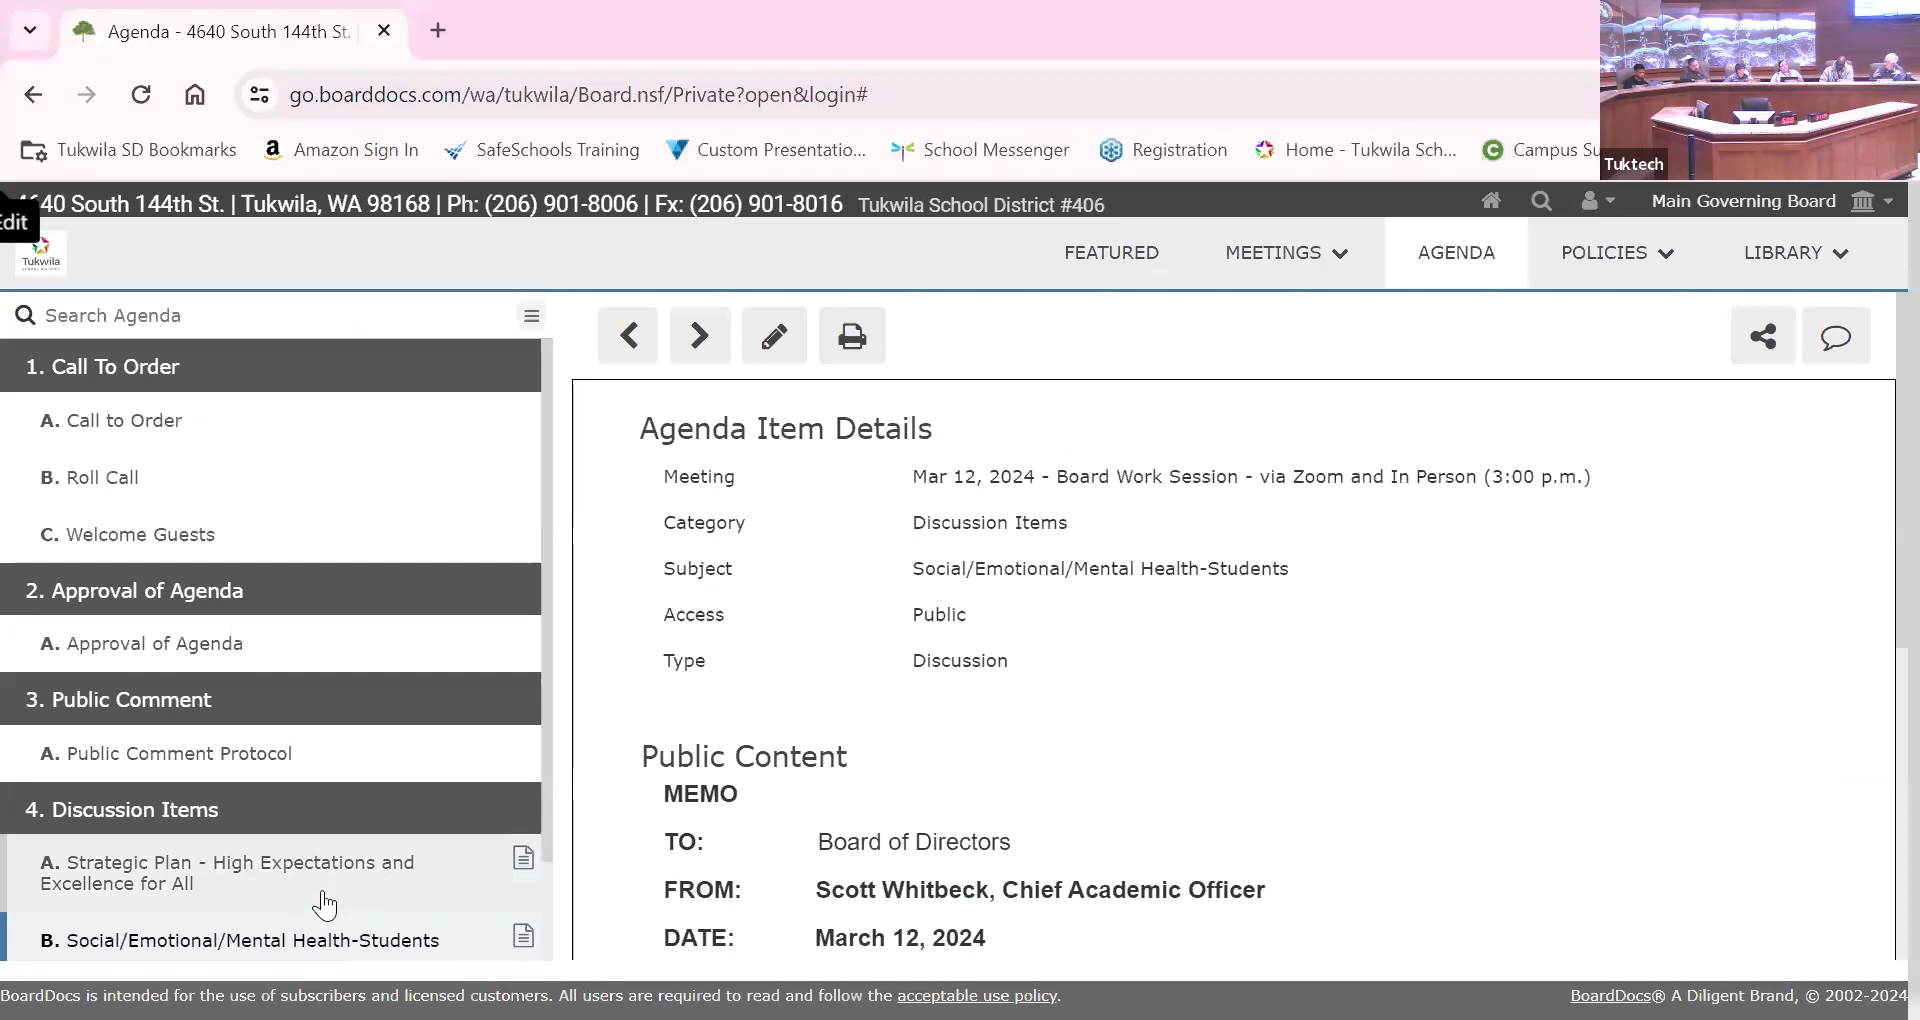 Agenda - 4640 South 144th St.
go.boarddocs.com/wa/tukwila/Board.nsf/Private?open&login#
Tukwila SD Bookmarks
Amazon Sign In
SafeSchools Training
Custom Presentatio...
School Messenger
Registration
Home - Tukwila Sch...
Campus Su
Tuktech
4640 South 144th St. | Tukwila, WA 98168 | Ph: (206) 901-8006 | Fx: (206) 901-8016 Tukwila School District #406
Main Governing Board
Edit
Tukwila
FEATURED
MEETINGS
AGENDA
POLICIES
LIBRARY
Search Agenda
1. Call To Order
A. Call to Order
B. Roll Call
C. Welcome Guests
2. Approval of Agenda
A. Approval of Agenda
3. Public Comment
A. Public Comment Protocol
4. Discussion Items
A. Strategic Plan - High Expectations and
Excellence for All
B. Social/Emotional/Mental Health-Students
Agenda Item Details
Meeting Mar 12, 2024 - Board Work Session - via Zoom and In Person (3:00 p.m.)
Category Discussion Items
Subject Social/Emotional/Mental Health-Students
Access Public
Type Discussion
Public Content
MEMO
TO: Board of Directors
FROM: Scott Whitbeck, Chief Academic Officer
DATE: March 12, 2024
BoardDocs is intended for the use of subscribers and licensed customers. All users are required to read and follow the acceptable use policy.
BoardDocs® A Diligent Brand, © 2002-2024